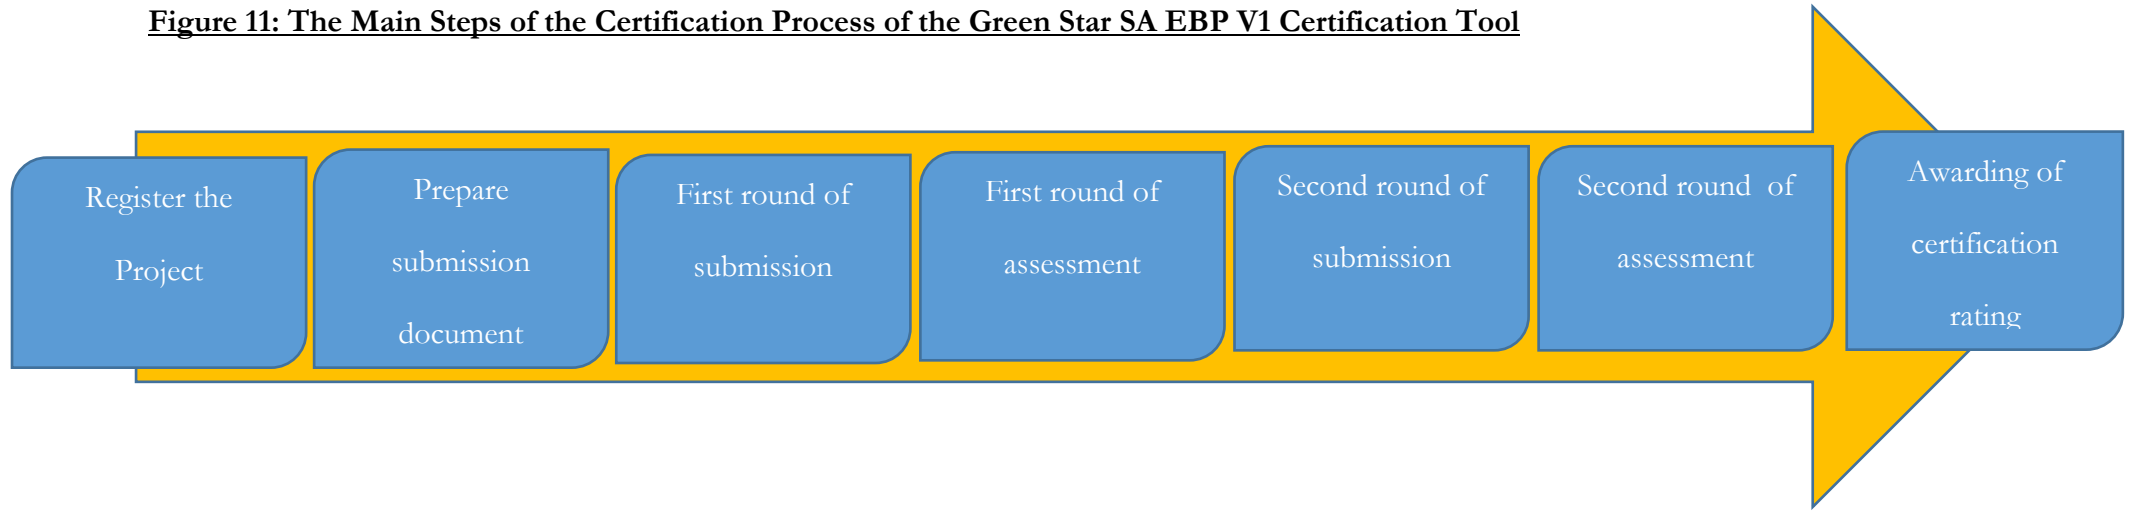 Figure 11: The Main Steps of the Certification Process of the Green Star SA EBP V1 Certification Tool
Register the
Project
Prepare
submission
document
First round of
submission
First round of
assessment
Second round of
submission
Second round  of
assessment
Awarding of
certification
rating